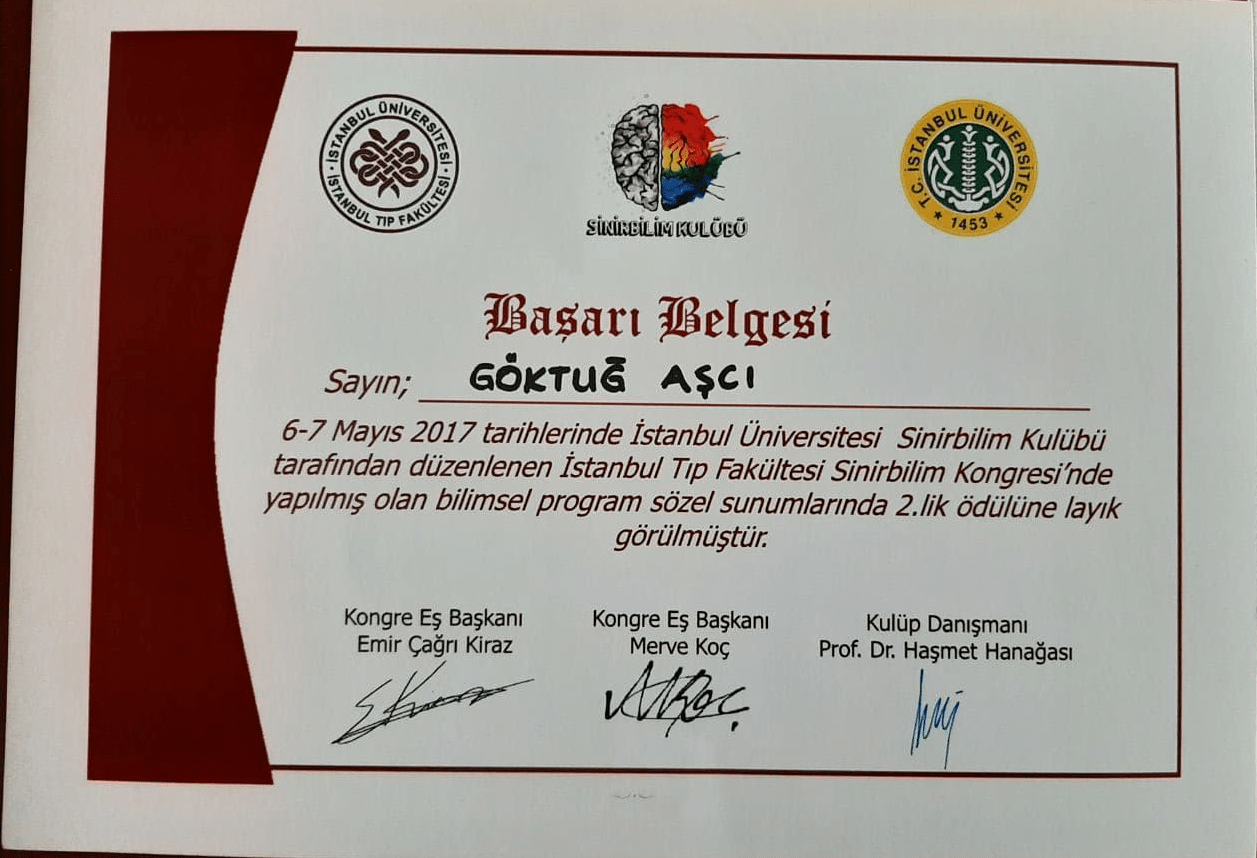 İSTANBUL ÜNİVERSİTESİ · İSTANBUL TIP FAKÜLTESİ ·
SİNİRBİLİM KULÜBÜ
T.C. İSTANBUL ÜNİVERSİTESİ ★ 1453 ★
Başarı Belgesi
Sayın; GÖKTUĞ AŞCI
6-7 Mayıs 2017 tarihlerinde İstanbul Üniversitesi Sinirbilim Kulübü
tarafından düzenlenen İstanbul Tıp Fakültesi Sinirbilim Kongresi’nde
yapılmış olan bilimsel program sözel sunumlarında 2.lik ödülüne layık
görülmüştür.
Kongre Eş Başkanı
Emir Çağrı Kiraz
Kongre Eş Başkanı
Merve Koç
Kulüp Danışmanı
Prof. Dr. Haşmet Hanağası